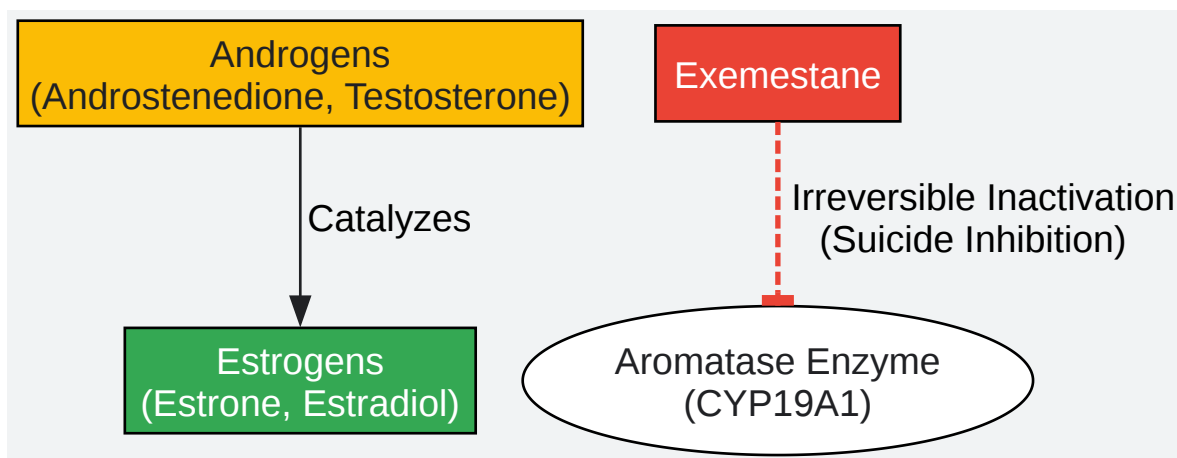 Androgens
(Androstenedione, Testosterone)
Exemestane
Catalyzes
Irreversible Inactivation
(Suicide Inhibition)
Estrogens
(Estrone, Estradiol)
Aromatase Enzyme
(CYP19A1)